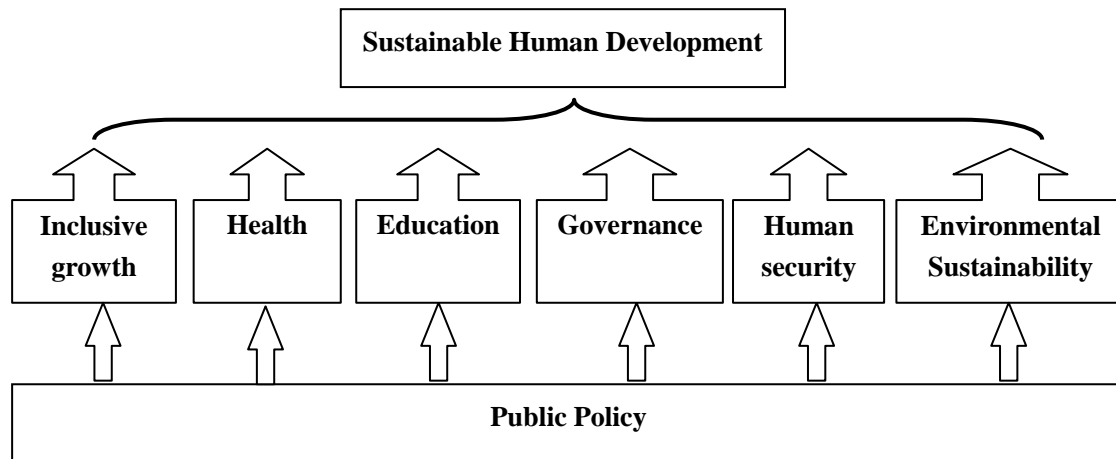 Sustainable Human Development
Inclusive
growth
Health
Education
Governance
Human
security
Environmental
Sustainability
Public Policy